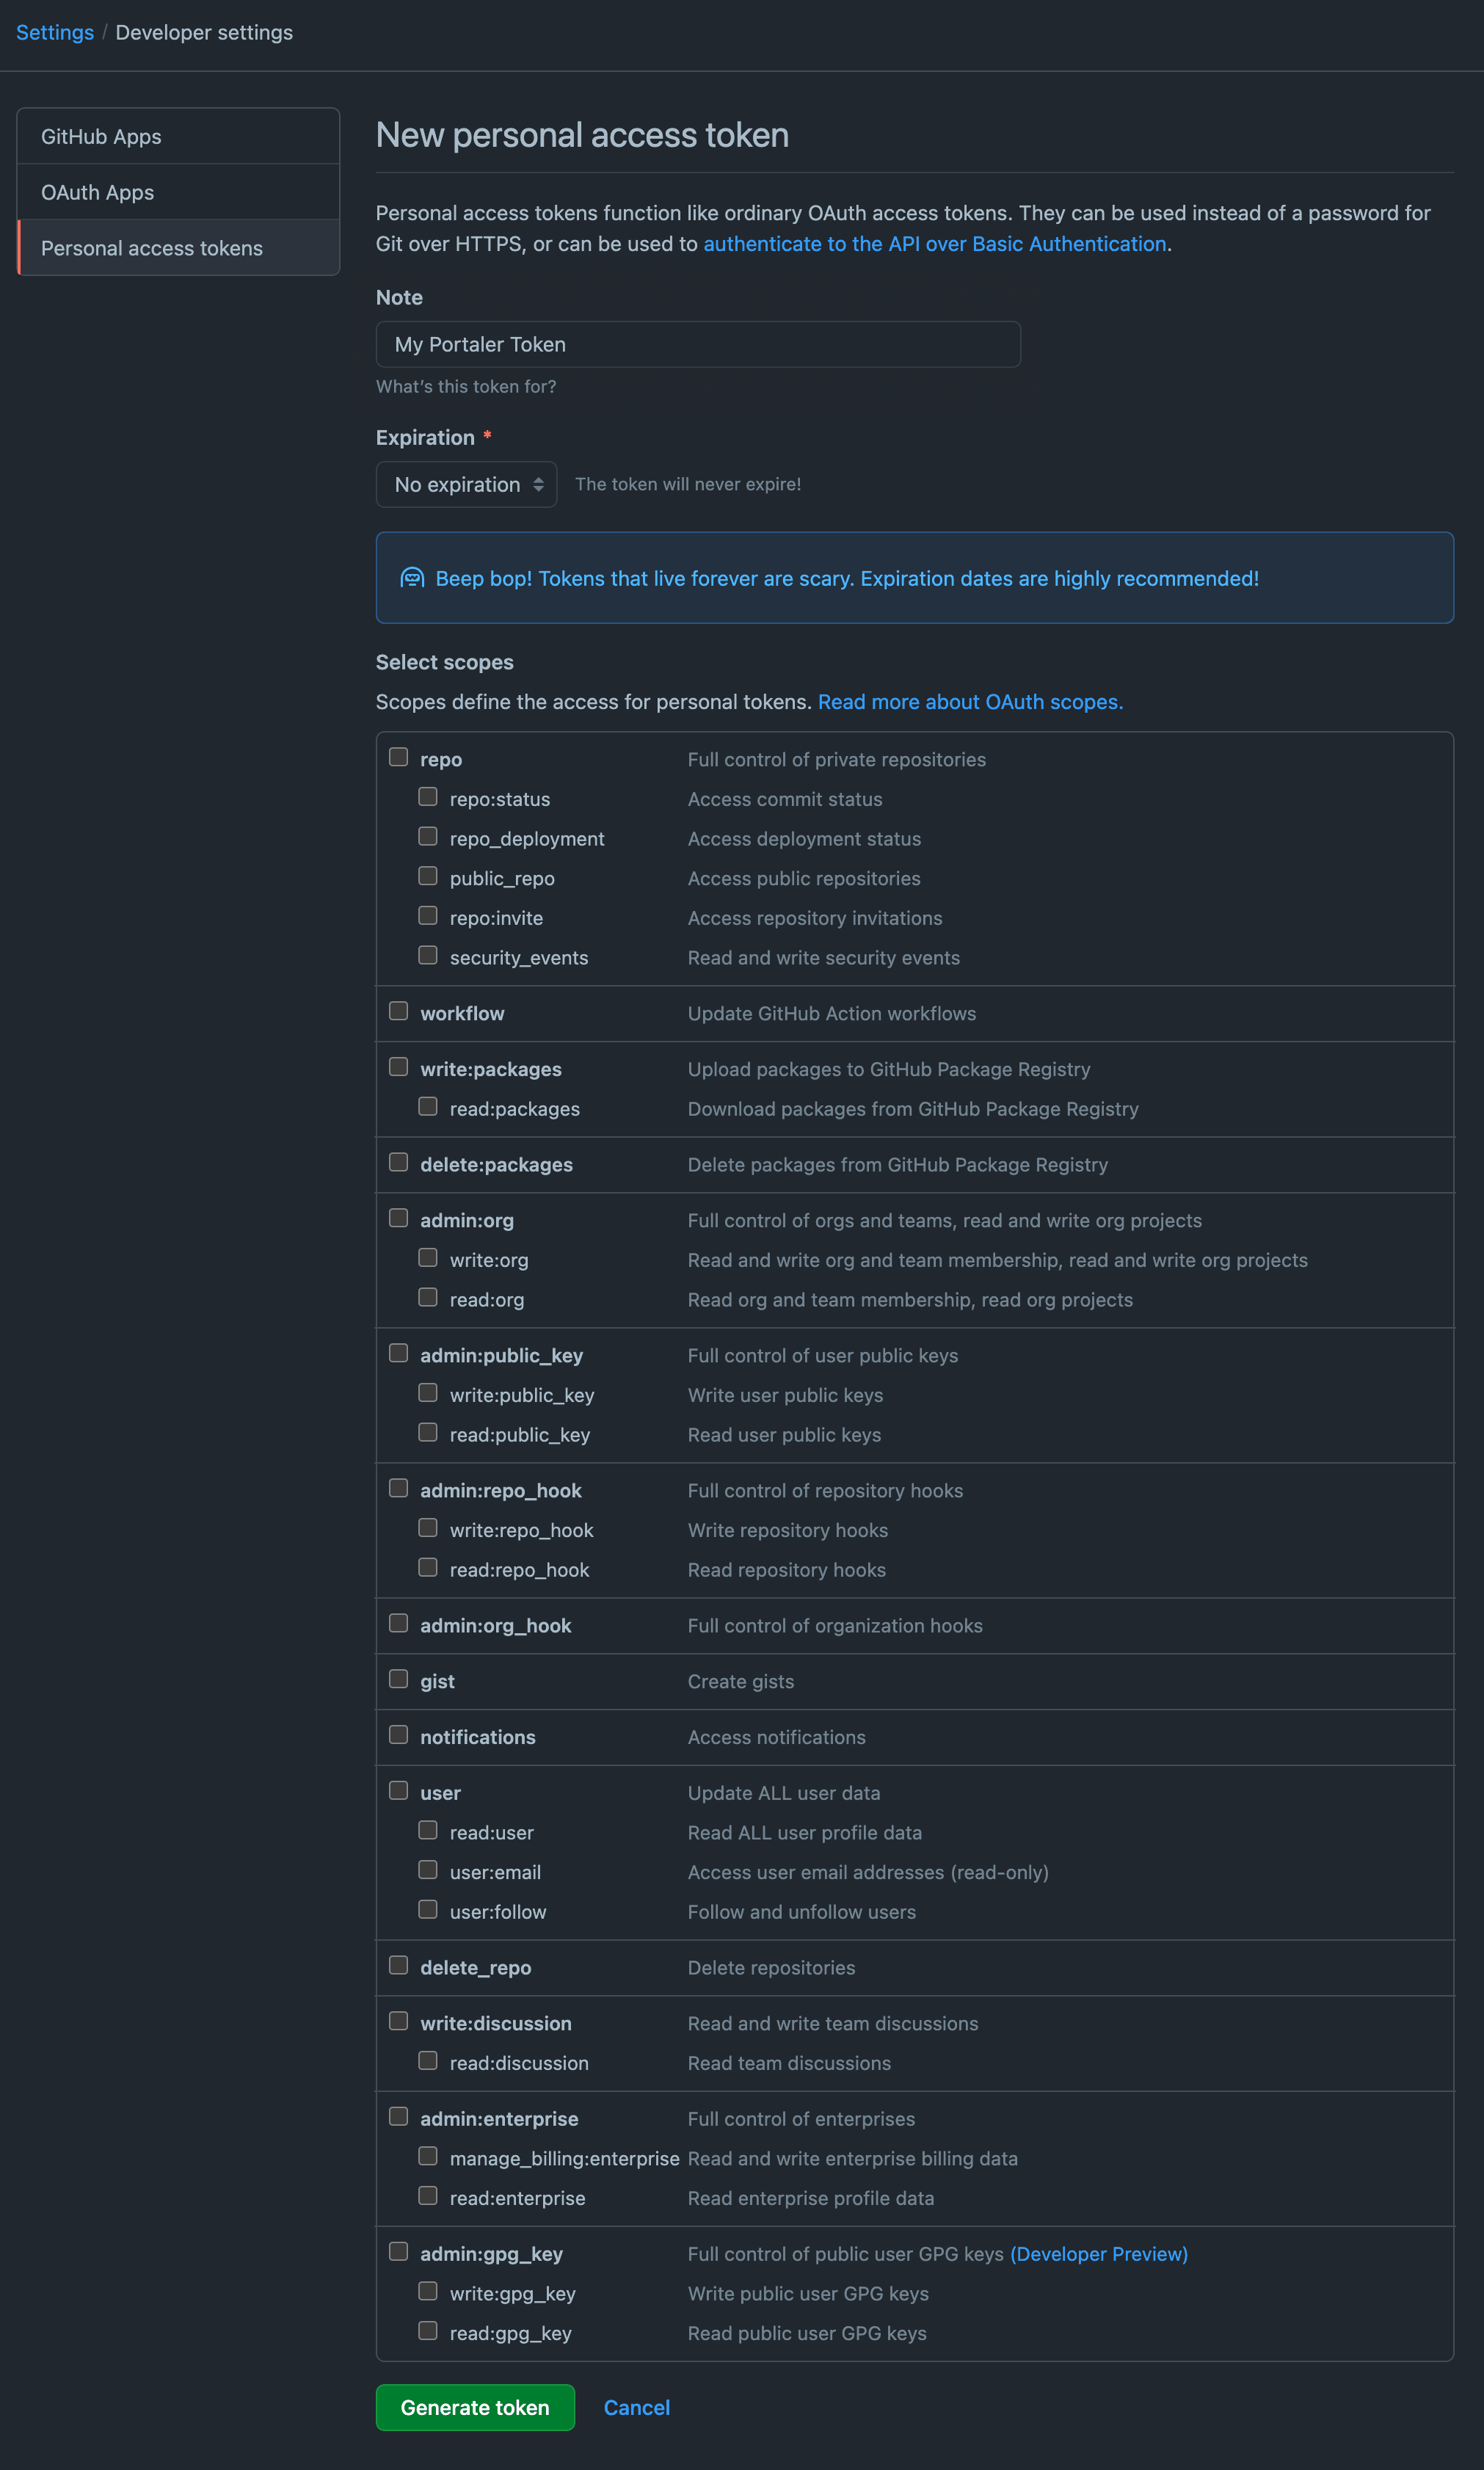 Settings / Developer settings
GitHub Apps
OAuth Apps
Personal access tokens
New personal access token
Personal access tokens function like ordinary OAuth access tokens. They can be used instead of a password for
Git over HTTPS, or can be used to authenticate to the API over Basic Authentication.
Note
My Portaler Token
What's this token for?
Expiration *
No expiration The token will never expire!
Beep bop! Tokens that live forever are scary. Expiration dates are highly recommended!
Select scopes
Scopes define the access for personal tokens. Read more about OAuth scopes.
repo Full control of private repositories
repo:status Access commit status
repo_deployment Access deployment status
public_repo Access public repositories
repo:invite Access repository invitations
security_events Read and write security events
workflow Update GitHub Action workflows
write:packages Upload packages to GitHub Package Registry
read:packages Download packages from GitHub Package Registry
delete:packages Delete packages from GitHub Package Registry
admin:org Full control of orgs and teams, read and write org projects
write:org Read and write org and team membership, read and write org projects
read:org Read org and team membership, read org projects
admin:public_key Full control of user public keys
write:public_key Write user public keys
read:public_key Read user public keys
admin:repo_hook Full control of repository hooks
write:repo_hook Write repository hooks
read:repo_hook Read repository hooks
admin:org_hook Full control of organization hooks
gist Create gists
notifications Access notifications
user Update ALL user data
read:user Read ALL user profile data
user:email Access user email addresses (read-only)
user:follow Follow and unfollow users
delete_repo Delete repositories
write:discussion Read and write team discussions
read:discussion Read team discussions
admin:enterprise Full control of enterprises
manage_billing:enterprise Read and write enterprise billing data
read:enterprise Read enterprise profile data
admin:gpg_key Full control of public user GPG keys (Developer Preview)
write:gpg_key Write public user GPG keys
read:gpg_key Read public user GPG keys
Generate token Cancel